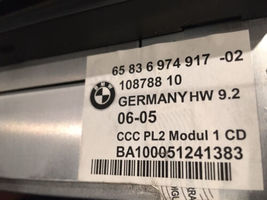 65 83 6 974 917 -02
108788 10
BMW
GERMANY HW 9.2
06-05
CCC PL2 Modul 1 CD
BA100051241383